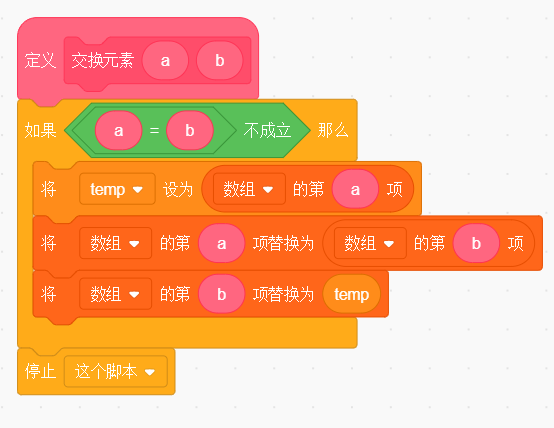 定义 交换元素 a b
如果 a = b 不成立 那么
将 temp 设为 数组 的第 a 项
将 数组 的第 a 项替换为 数组 的第 b 项
将 数组 的第 b 项替换为 temp
停止 这个脚本